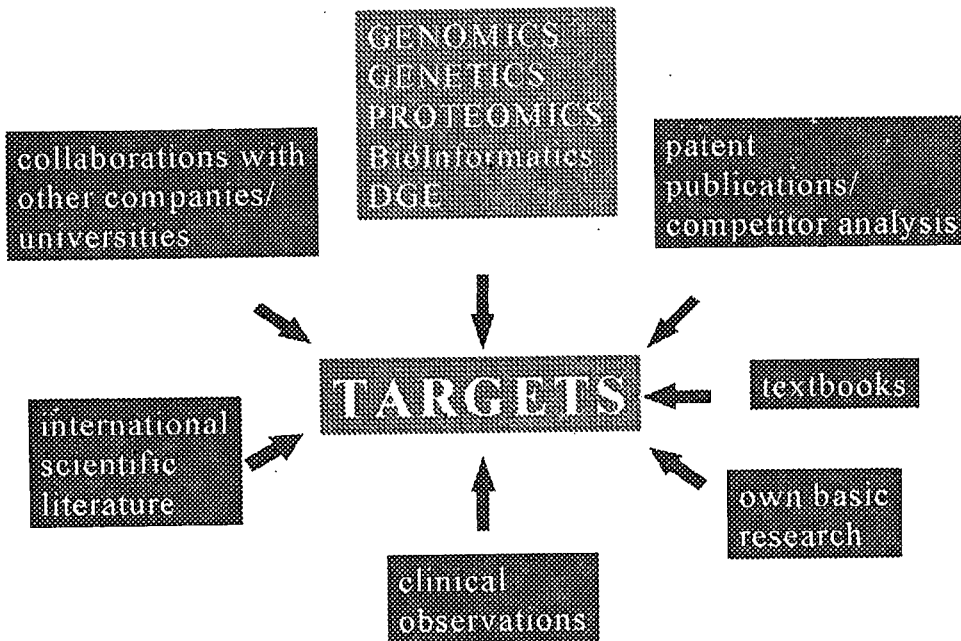 GENOMICS
GENETICS
PROTEOMICS
BioInformatics
DGE
collaborations with
other companies/
universities
patent
publications/
competitor analysis
TARGETS
textbooks
international
scientific
literature
own basic
research
clinical
observations